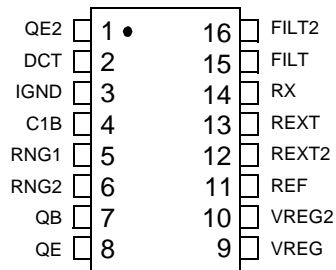 QE2 1 16 FILT2
DCT 2 15 FILT
IGND 3 14 RX
C1B 4 13 REXT
RNG1 5 12 REXT2
RNG2 6 11 REF
QB 7 10 VREG2
QE 8 9 VREG